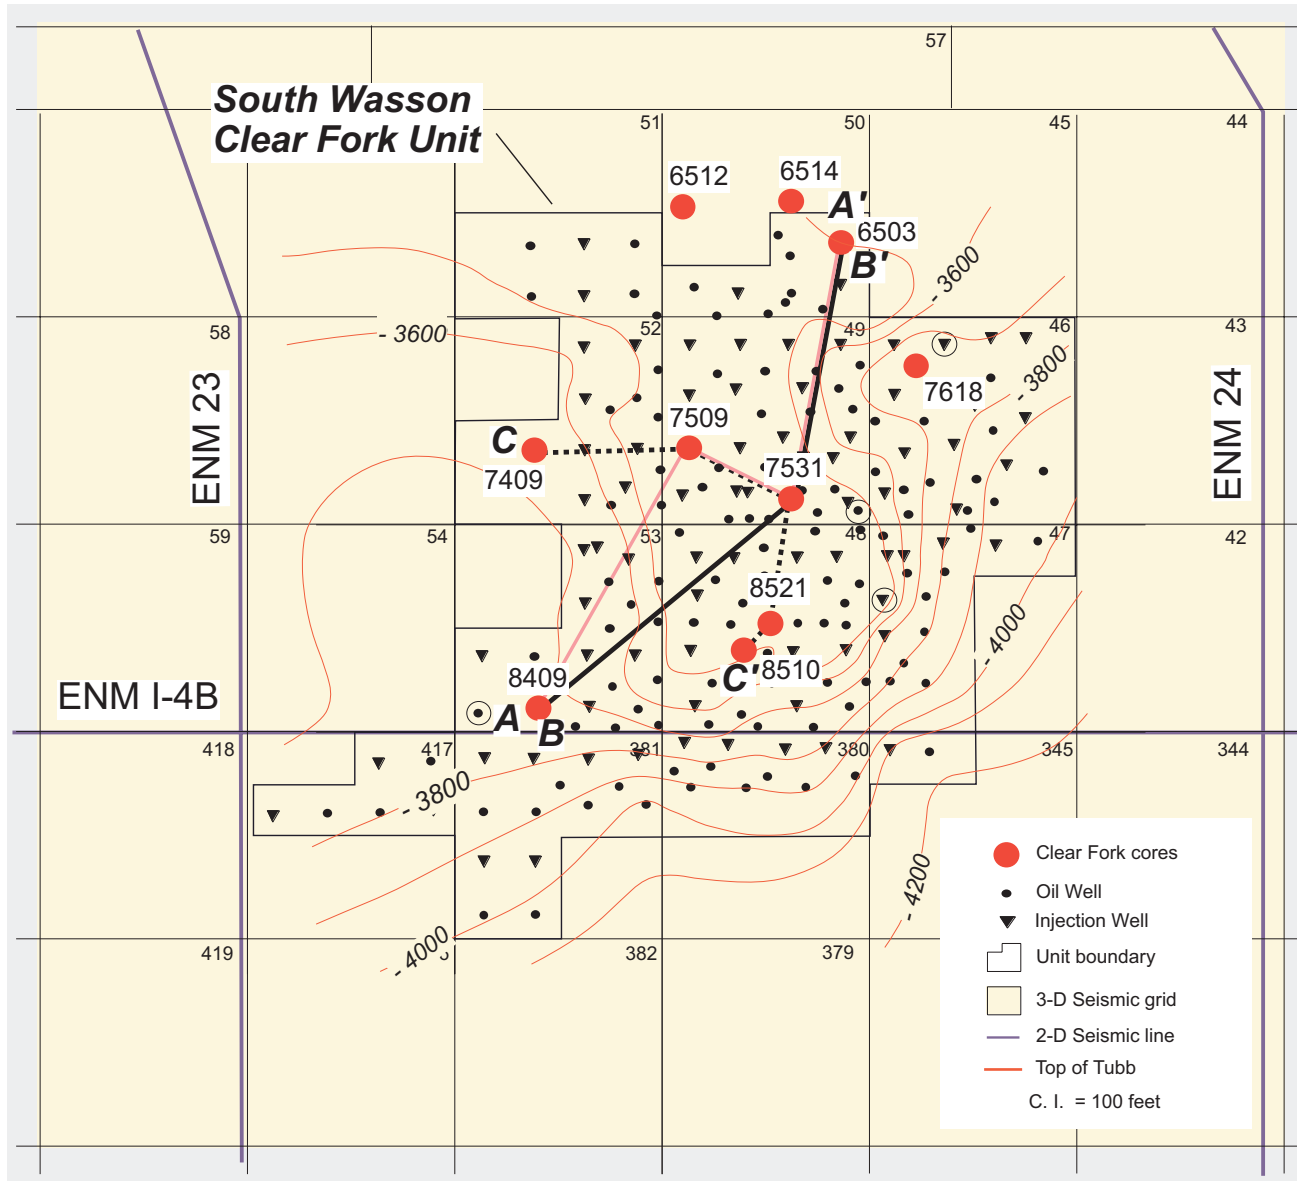 57
South Wasson
Clear Fork Unit
51
50
45
44
6512
6514
A'
6503
B'
- 3600
58
- 3600
52
49
46
43
- 3800
ENM 23
ENM 24
7618
7509
C
7409
7531
59
54
53
48
47
42
8521
- 4000
8409
C'
8510
ENM I-4B
A
B
418
417
381
380
345
344
- 3800
- 4200
- 4000
419
382
379
Clear Fork cores
Oil Well
Injection Well
Unit boundary
3-D Seismic grid
2-D Seismic line
Top of Tubb
C. I. = 100 feet